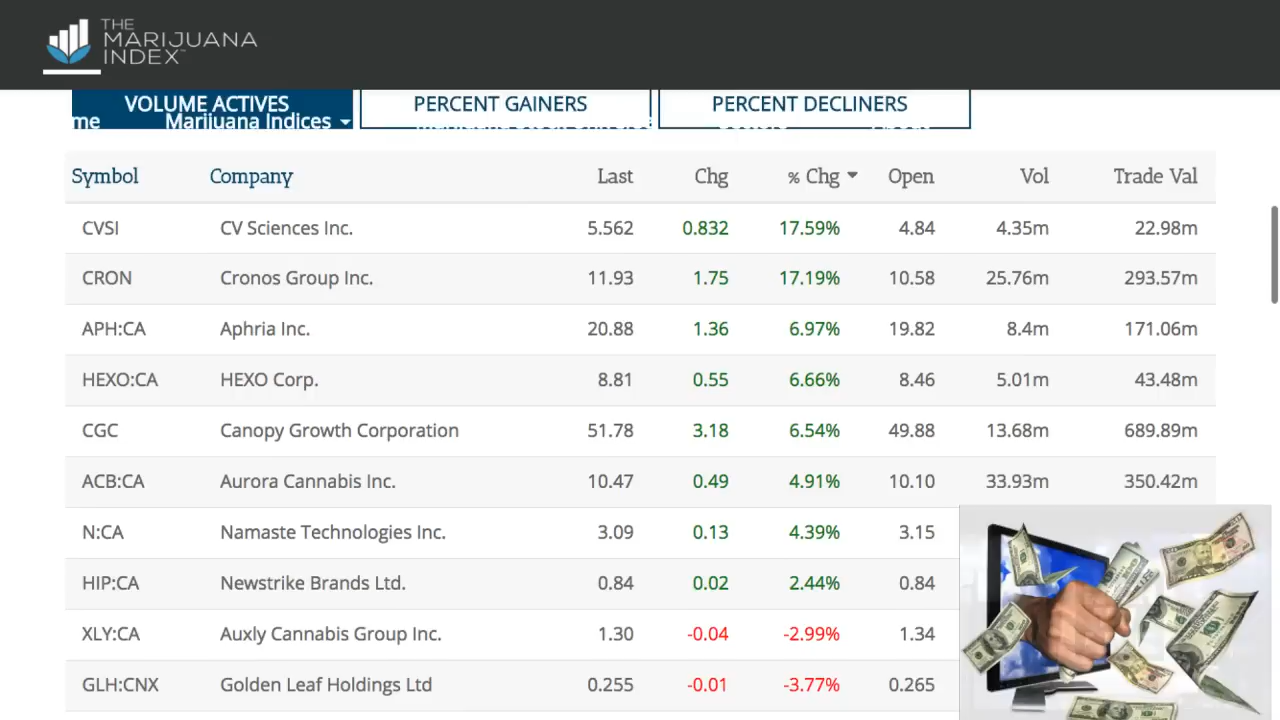 THE
MARIJUANA
INDEX™
VOLUME ACTIVES PERCENT GAINERS PERCENT DECLINERS
me Marijuana Indices
Symbol Company Last Chg % Chg Open Vol Trade Val
CVSI CV Sciences Inc. 5.562 0.832 17.59% 4.84 4.35m 22.98m
CRON Cronos Group Inc. 11.93 1.75 17.19% 10.58 25.76m 293.57m
APH:CA Aphria Inc. 20.88 1.36 6.97% 19.82 8.4m 171.06m
HEXO:CA HEXO Corp. 8.81 0.55 6.66% 8.46 5.01m 43.48m
CGC Canopy Growth Corporation 51.78 3.18 6.54% 49.88 13.68m 689.89m
ACB:CA Aurora Cannabis Inc. 10.47 0.49 4.91% 10.10 33.93m 350.42m
N:CA Namaste Technologies Inc. 3.09 0.13 4.39% 3.15
HIP:CA Newstrike Brands Ltd. 0.84 0.02 2.44% 0.84
XLY:CA Auxly Cannabis Group Inc. 1.30 -0.04 -2.99% 1.34
GLH:CNX Golden Leaf Holdings Ltd 0.255 -0.01 -3.77% 0.265